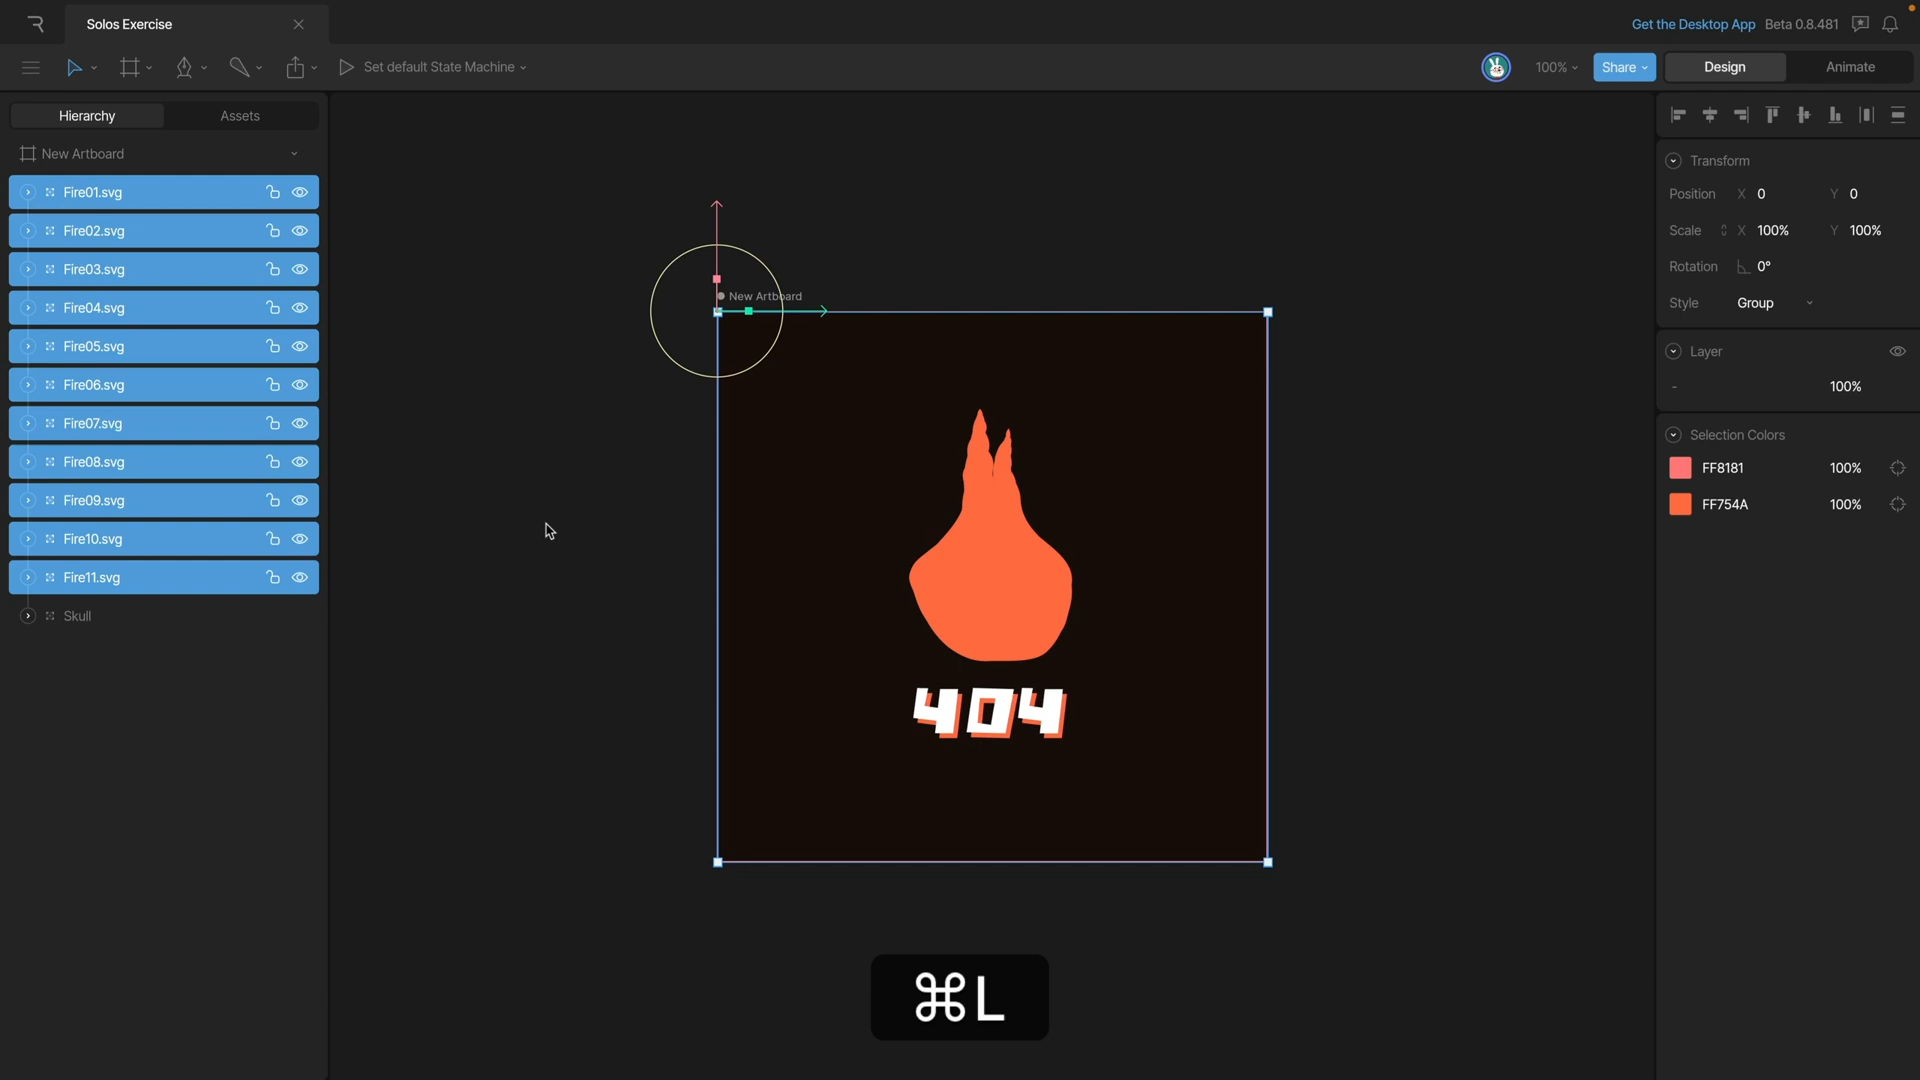 Solos Exercise
Get the Desktop App Beta 0.8.481
Set default State Machine
100% Share Design Animate
Hierarchy Assets
New Artboard
Fire01.svg
Fire02.svg
Fire03.svg
Fire04.svg
Fire05.svg
Fire06.svg
Fire07.svg
Fire08.svg
Fire09.svg
Fire10.svg
Fire11.svg
Skull
New Artboard
404
⌘L
Transform
Position X 0 Y 0
Scale X 100% Y 100%
Rotation 0°
Style Group
Layer
- 100%
Selection Colors
FF8181 100%
FF754A 100%